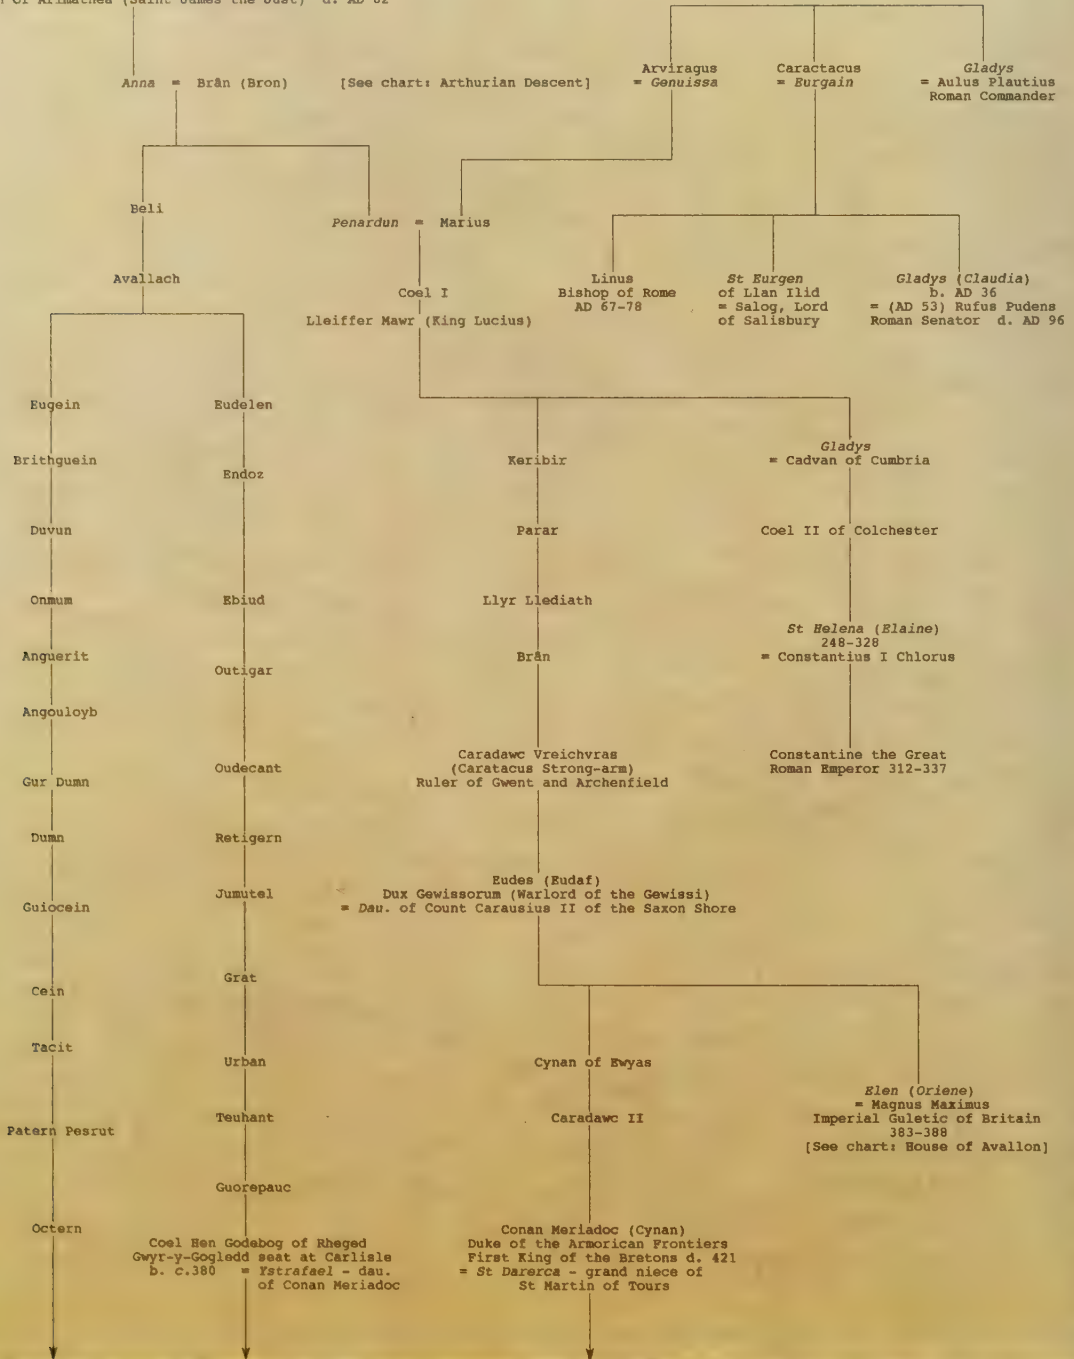 Of Arimathea (Saint James the Just) d. AD 82
Anna = Brân (Bron)
[See chart: Arthurian Descent]
Arviragus
= Genuissa
Caractacus
= Eurgain
Gladys
= Aulus Plautius
Roman Commander
Beli
Penardun = Marius
Avallach
Coel I
Lleiffer Mawr (King Lucius)
Linus
Bishop of Rome
AD 67-78
St Eurgen
of Llan Ilid
= Salog, Lord
of Salisbury
Gladys (Claudia)
b. AD 36
= (AD 53) Rufus Pudens
Roman Senator d. AD 96
Eugein
Eudelen
Brithguein
Endoz
Keribir
Gladys
= Cadvan of Cumbria
Duvun
Parar
Coel II of Colchester
Onmum
Ebiud
Llyr Llediath
St Helena (Elaine)
248-328
= Constantius I Chlorus
Anguerit
Outigar
Brân
Angouloyb
Gur Dumn
Oudecant
Caradawc Vreichvras
(Caratacus Strong-arm)
Ruler of Gwent and Archenfield
Constantine the Great
Roman Emperor 312-337
Dumn
Retigern
Guiocein
Jumutel
Eudes (Eudaf)
Dux Gewissorum (Warlord of the Gewissi)
= Dau. of Count Carausius II of the Saxon Shore
Cein
Grat
Tacit
Urban
Cynan of Ewyas
Elen (Oriene)
= Magnus Maximus
Imperial Guletic of Britain
383-388
[See chart: House of Avallon]
Patern Pesrut
Teuhant
Caradawc II
Guorepauc
Octern
Coel Hen Godebog of Rheged
Gwyr-y-Gogledd seat at Carlisle
b. c.380 = Ystrafael - dau.
of Conan Meriadoc
Conan Meriadoc (Cynan)
Duke of the Armorican Frontiers
First King of the Bretons d. 421
= St Darerca - grand niece of
St Martin of Tours